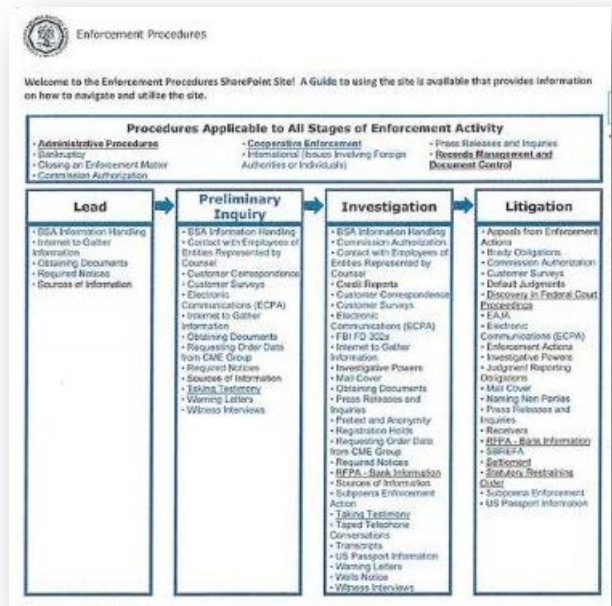 Enforcement Procedures
Welcome to the Enforcement Procedures SharePoint Site! A Guide to using the site is available that provides information
on how to navigate and utilize the site.
Procedures Applicable to All Stages of Enforcement Activity
• Administrative Procedures
• Bankruptcy
• Closing an Enforcement Matter
• Commission Authorization
• Cooperative Enforcement
• International (Issues Involving Foreign
Authorities or Individuals)
• Press Releases and Inquiries
• Records Management and
Document Control
Lead
• BSA Information Handling
• Internet to Gather
Information
• Obtaining Documents
• Required Notices
• Sources of Information
Preliminary
Inquiry
• BSA Information Handling
• Contact with Employees of
Entities Represented by
Counsel
• Customer Correspondence
• Customer Surveys
• Electronic
Communications (ECPA)
• Internet to Gather
Information
• Obtaining Documents
• Requesting Order Data
from CME Group
• Required Notices
• Sources of Information
• Taking Testimony
• Warning Letters
• Witness Interviews
Investigation
• BSA Information Handling
• Commission Authorization
• Contact with Employees of
Entities Represented by
Counsel
• Credit Reports
• Customer Correspondence
• Customer Surveys
• Electronic
Communications (ECPA)
• FBI FD 302s
• Internet to Gather
Information
• Investigative Powers
• Mail Cover
• Obtaining Documents
• Press Releases and
Inquiries
• Pretext and Anonymity
• Registration Holds
• Requesting Order Data
from CME Group
• Required Notices
• RFPA - Bank Information
• Sources of Information
• Subpoena Enforcement
Action
• Taking Testimony
• Taped Telephone
Conversations
• Transcripts
• US Passport Information
• Warning Letters
• Wells Notice
• Witness Interviews
Litigation
• Appeals from Enforcement
Actions
• Brady Obligations
• Commission Authorization
• Customer Surveys
• Default Judgments
• Discovery in Federal Court
Proceedings
• EAJA
• Electronic
Communications (ECPA)
• Enforcement Actions
• Investigative Powers
• Judgment Reporting
Obligations
• Mail Cover
• Naming Non Parties
• Press Releases and
Inquiries
• Receivers
• RFPA - Bank Information
• SBREFA
• Settlement
• Statutory Restraining
Order
• Subpoena Enforcement
• US Passport Information